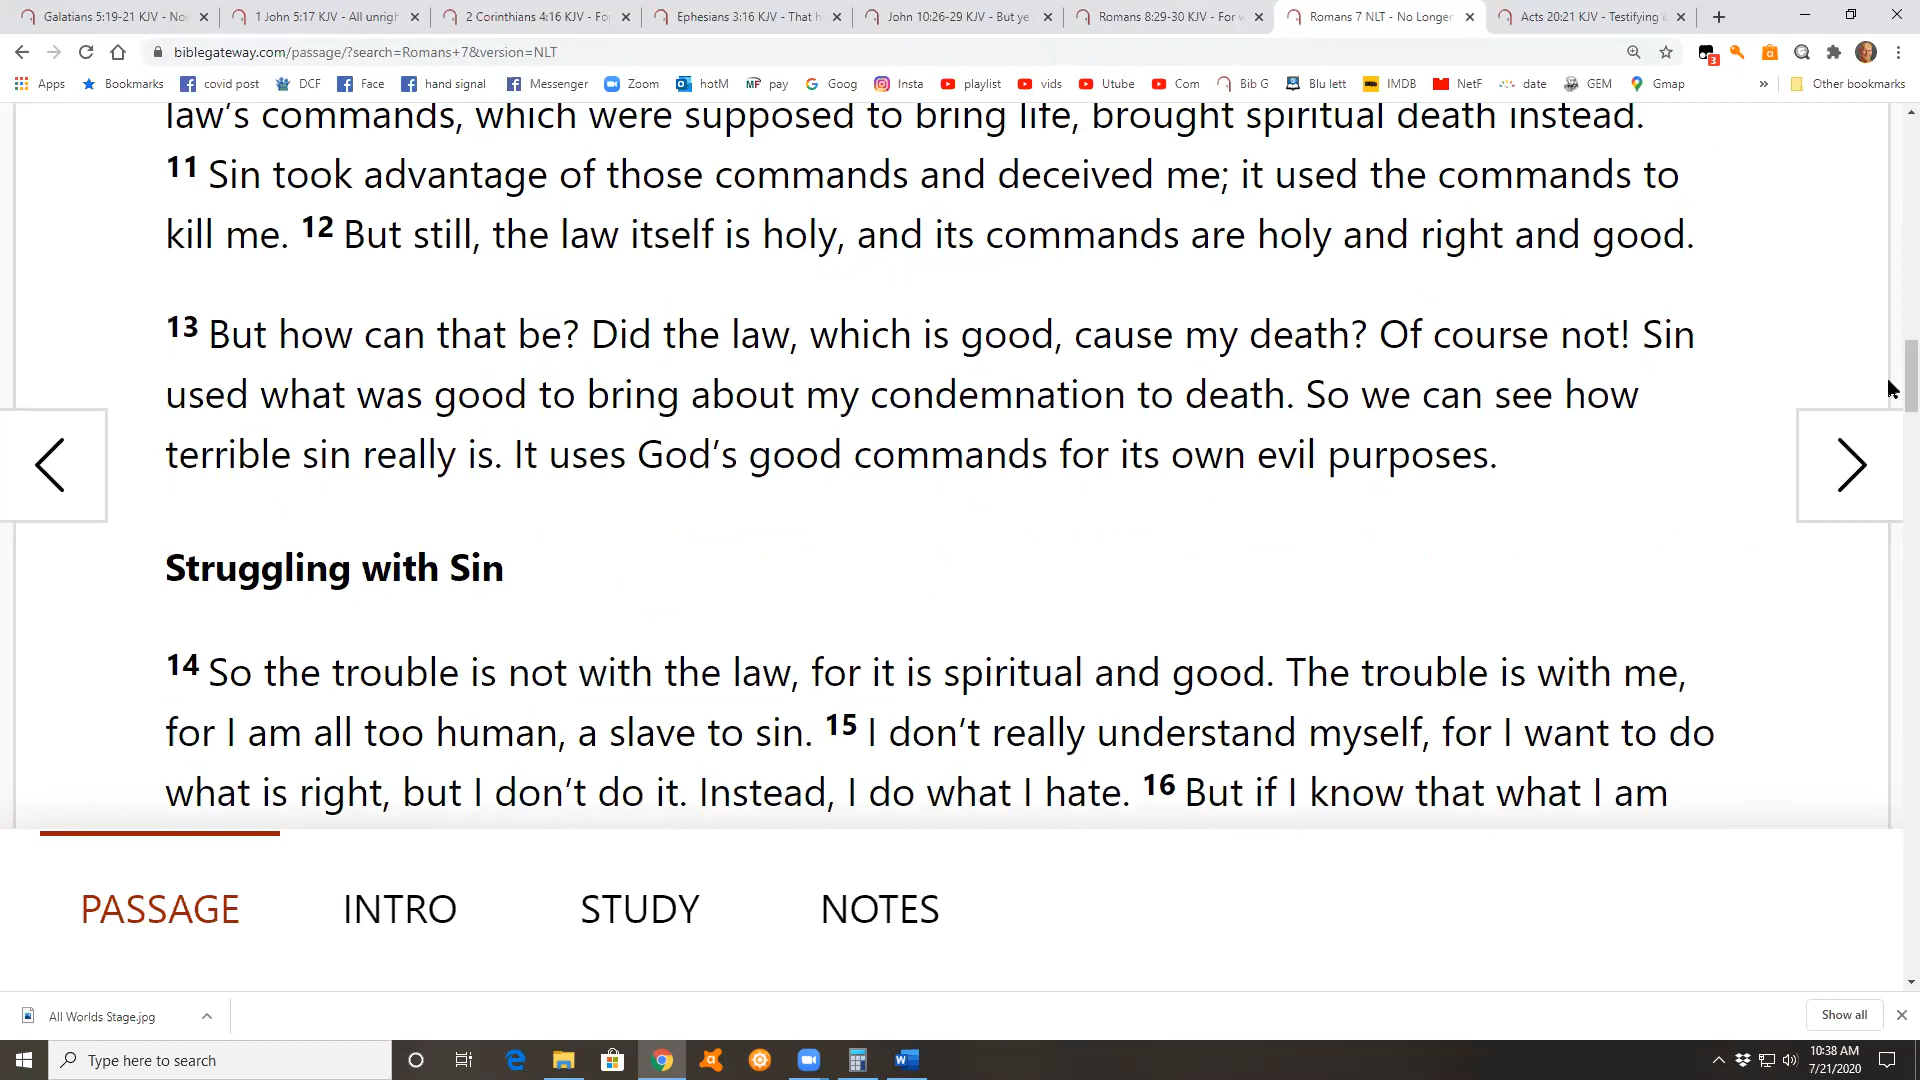 Galatians 5:19-21 KJV - No
1 John 5:17 KJV - All unrigh
2 Corinthians 4:16 KJV - Fo
Ephesians 3:16 KJV - That h
John 10:26-29 KJV - But ye
Romans 8:29-30 KJV - For w
Romans 7 NLT - No Longer
Acts 20:21 KJV - Testifying
biblegateway.com/passage/?search=Romans+7&version=NLT
3
Apps Bookmarks covid post DCF Face hand signal Messenger Zoom hotM pay Goog Insta playlist vids Utube Com Bib G Blu lett IMDB NetF date GEM Gmap » Other bookmarks
law’s commands, which were supposed to bring life, brought spiritual death instead.
11 Sin took advantage of those commands and deceived me; it used the commands to
kill me. 12 But still, the law itself is holy, and its commands are holy and right and good.
13 But how can that be? Did the law, which is good, cause my death? Of course not! Sin
used what was good to bring about my condemnation to death. So we can see how
terrible sin really is. It uses God’s good commands for its own evil purposes.
Struggling with Sin
14 So the trouble is not with the law, for it is spiritual and good. The trouble is with me,
for I am all too human, a slave to sin. 15 I don’t really understand myself, for I want to do
what is right, but I don’t do it. Instead, I do what I hate. 16 But if I know that what I am
PASSAGE INTRO STUDY NOTES
All Worlds Stage.jpg
Show all
Type here to search
10:38 AM
7/21/2020